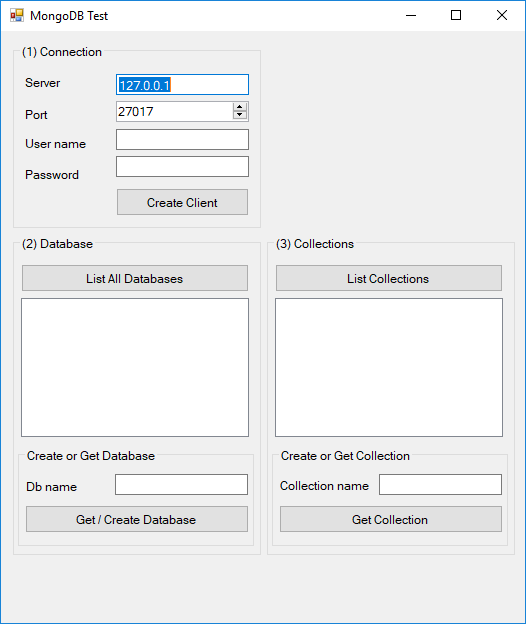 MongoDB Test
(1) Connection
Server 127.0.0.1
Port 27017
User name
Password
Create Client
(2) Database
List All Databases
Create or Get Database
Db name
Get / Create Database
(3) Collections
List Collections
Create or Get Collection
Collection name
Get Collection